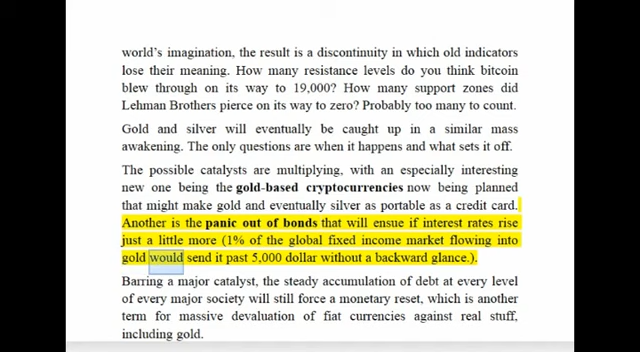 world’s imagination, the result is a discontinuity in which old indicators
lose their meaning. How many resistance levels do you think bitcoin
blew through on its way to 19,000? How many support zones did
Lehman Brothers pierce on its way to zero? Probably too many to count.
Gold and silver will eventually be caught up in a similar mass
awakening. The only questions are when it happens and what sets it off.
The possible catalysts are multiplying, with an especially interesting
new one being the gold-based cryptocurrencies now being planned
that might make gold and eventually silver as portable as a credit card.
Another is the panic out of bonds that will ensue if interest rates rise
just a little more (1% of the global fixed income market flowing into
gold would send it past 5,000 dollar without a backward glance.).
Barring a major catalyst, the steady accumulation of debt at every level
of every major society will still force a monetary reset, which is another
term for massive devaluation of fiat currencies against real stuff,
including gold.